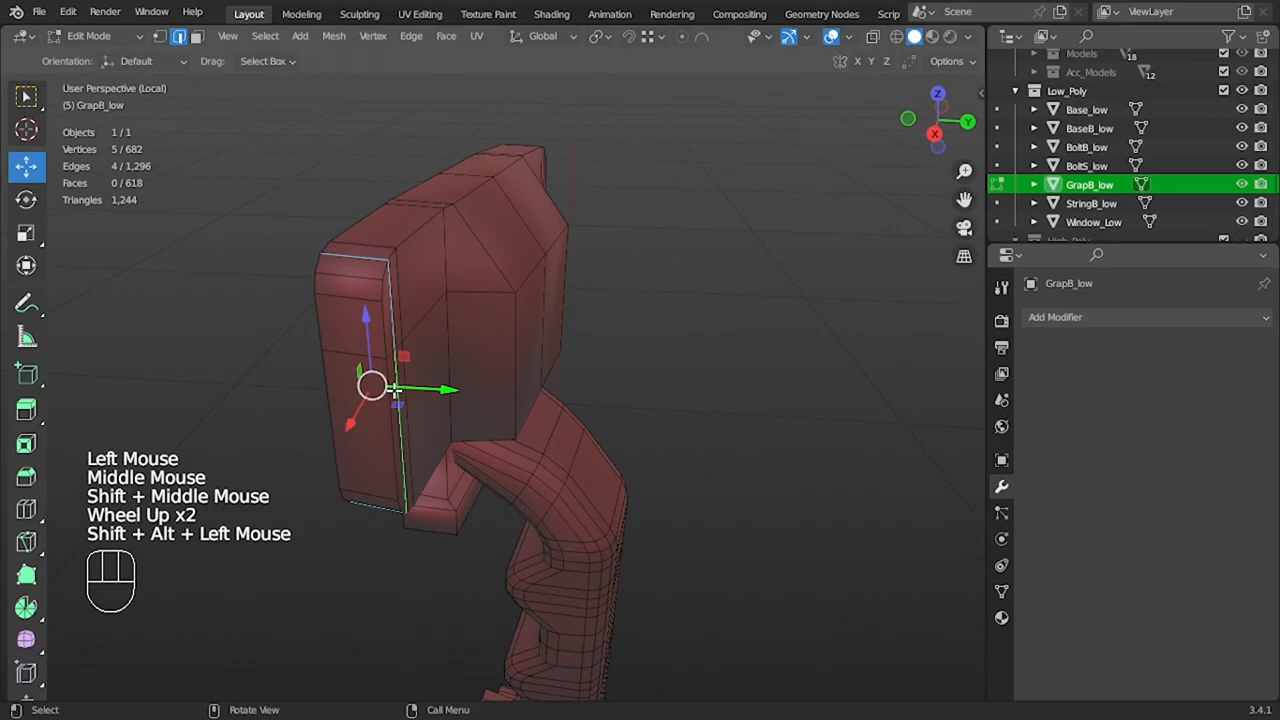 File Edit Render Window Help Layout Modeling Sculpting UV Editing Texture Paint Shading Animation Rendering Compositing Geometry Nodes Scrip Scene ViewLayer
Edit Mode View Select Add Mesh Vertex Edge Face UV Global
Orientation: Default Drag: Select Box X Y Z Options
User Perspective (Local)
(5) GrapB_low
Objects 1 / 1
Vertices 5 / 682
Edges 4 / 1,296
Faces 0 / 618
Triangles 1,244
Z
Y
X
Left Mouse
Middle Mouse
Shift + Middle Mouse
Wheel Up x2
Shift + Alt + Left Mouse
Models 18
Acc_Models 12
Low_Poly
Base_low
BaseB_low
BoltB_low
BoltS_low
GrapB_low
StringB_low
Window_Low
GrapB_low
Add Modifier
Select Rotate View Call Menu 3.4.1